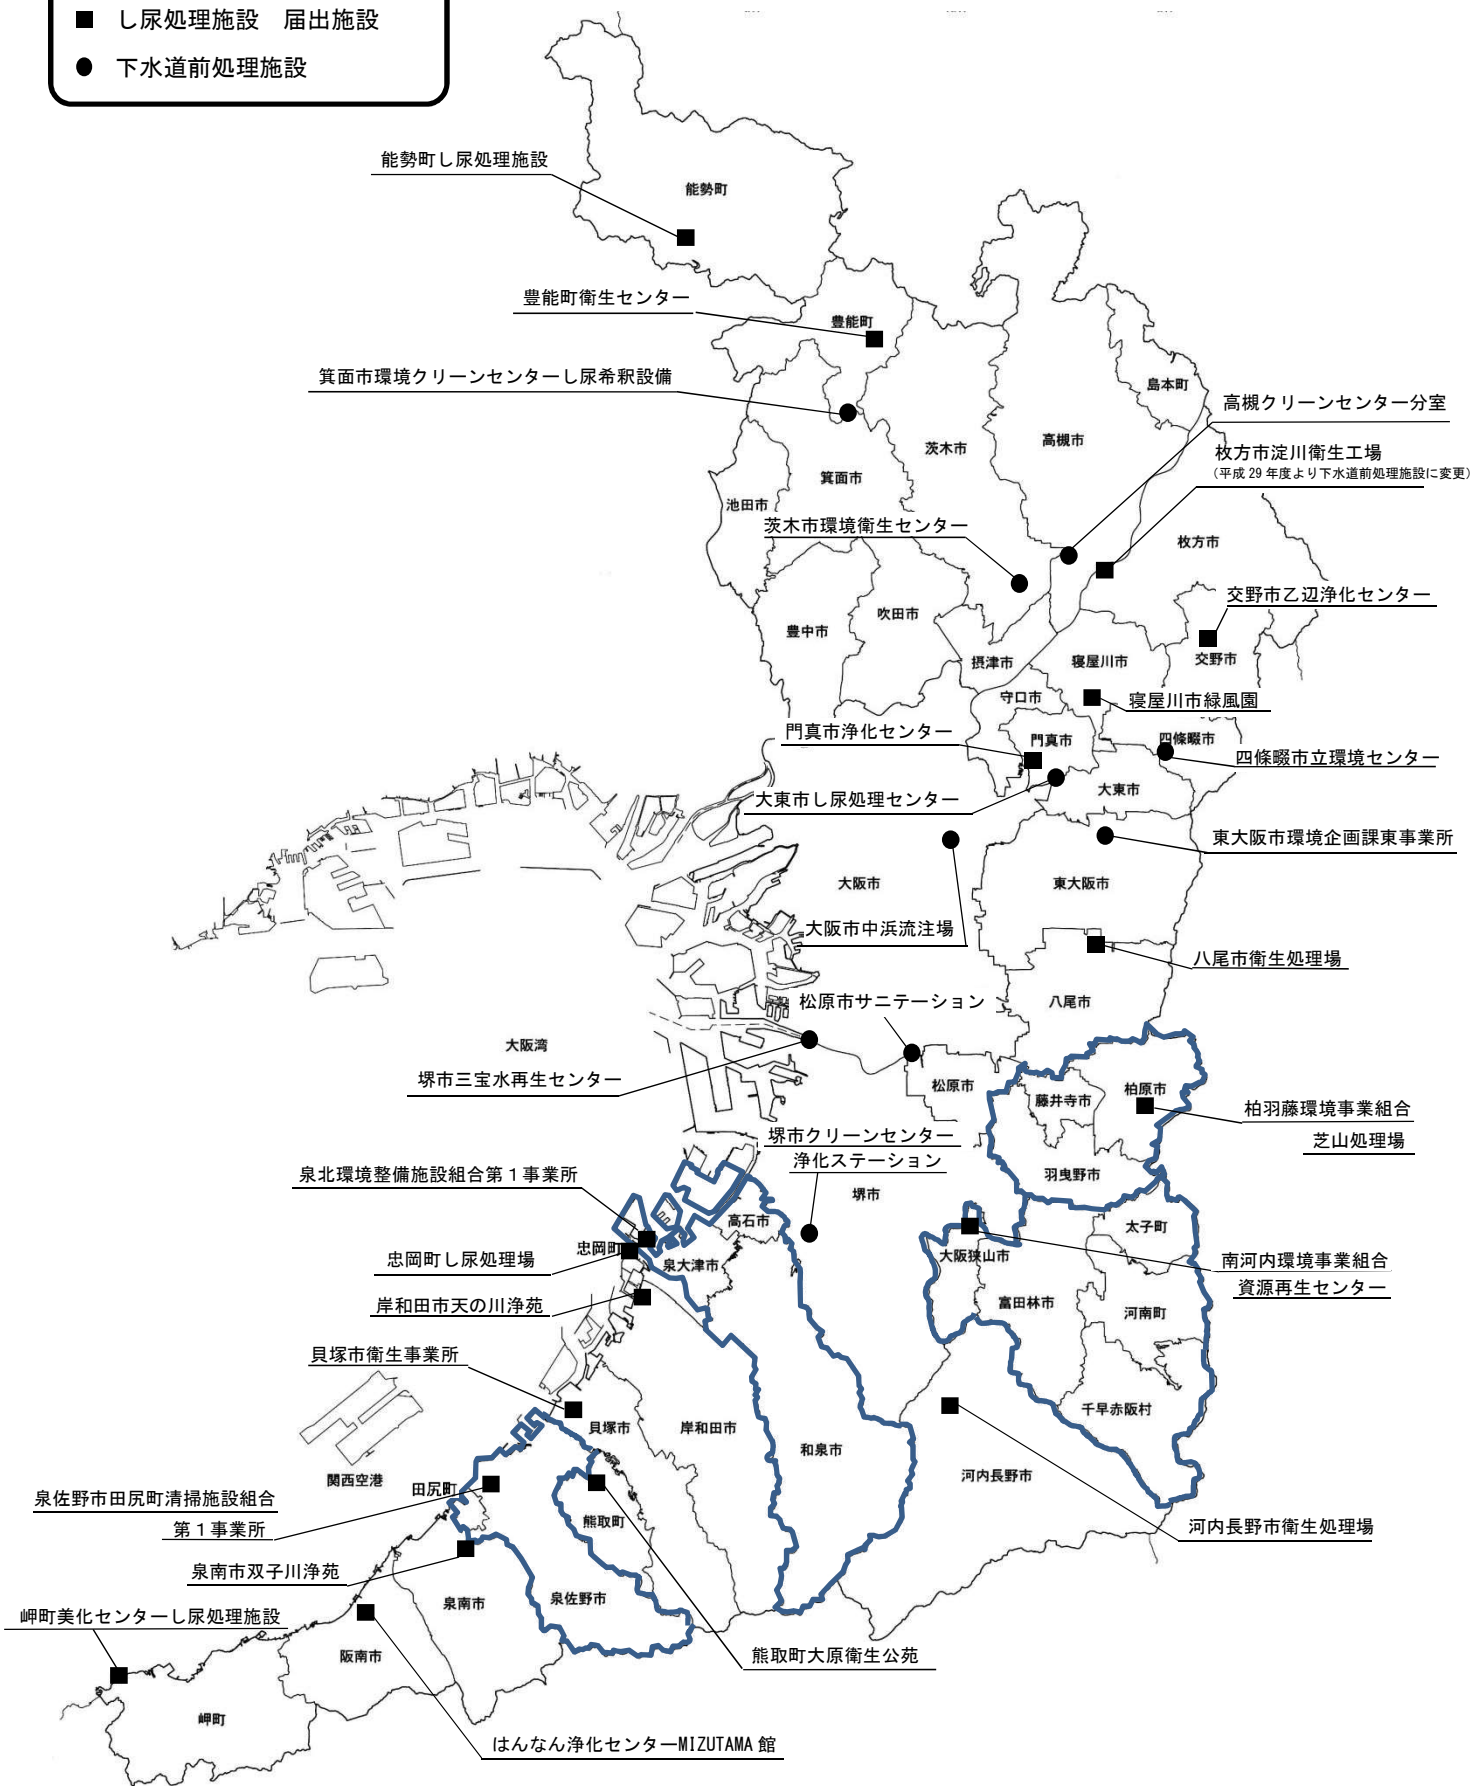 ■ し尿処理施設　届出施設
● 下水道前処理施設
能勢町し尿処理施設
能勢町
豊能町衛生センター
豊能町
箕面市環境クリーンセンターし尿希釈設備
島本町
高槻クリーンセンター分室
高槻市
茨木市
枚方市淀川衛生工場
（平成29年度より下水道前処理施設に変更）
箕面市
池田市
茨木市環境衛生センター
枚方市
交野市乙辺浄化センター
吹田市
豊中市
摂津市
寝屋川市
交野市
守口市
寝屋川市緑風園
門真市浄化センター
門真市
四條畷市
四條畷市立環境センター
大東市し尿処理センター
大東市
東大阪市環境企画課東事業所
大阪市
東大阪市
大阪市中浜流注場
八尾市衛生処理場
松原市サニテーション
八尾市
大阪湾
堺市三宝水再生センター
松原市
藤井寺市
柏原市
柏羽藤環境事業組合
芝山処理場
堺市クリーンセンター
浄化ステーション
羽曳野市
泉北環境整備施設組合第１事業所
堺市
高石市
太子町
忠岡町
忠岡町し尿処理場
泉大津市
大阪狭山市
南河内環境事業組合
資源再生センター
岸和田市天の川浄苑
富田林市
河南町
貝塚市衛生事業所
千早赤阪村
貝塚市
岸和田市
和泉市
河内長野市
関西空港
田尻町
泉佐野市田尻町清掃施設組合
第１事業所
熊取町
河内長野市衛生処理場
泉南市双子川浄苑
泉南市
泉佐野市
岬町美化センターし尿処理施設
阪南市
熊取町大原衛生公苑
岬町
はんなん浄化センターMIZUTAMA館